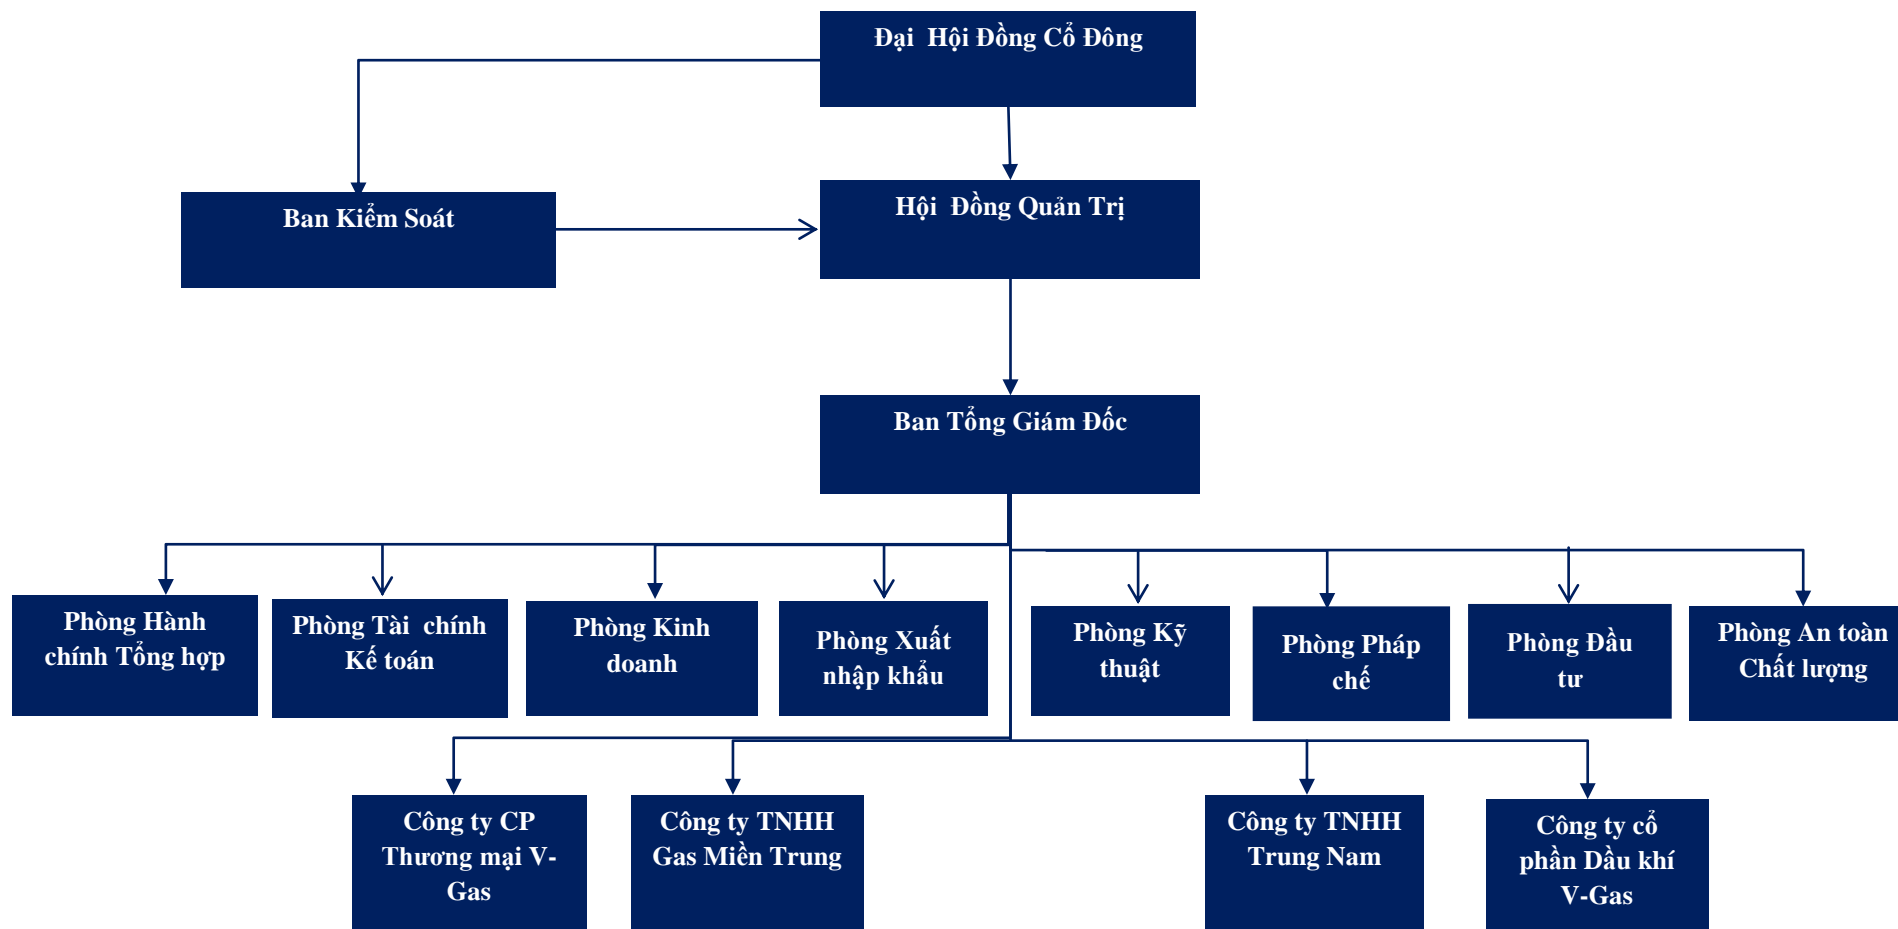 Đại Hội Đồng Cổ Đông
Ban Kiểm Soát
Hội Đồng Quản Trị
Ban Tổng Giám Đốc
Phòng Hành
chính Tổng hợp
Phòng Tài chính
Kế toán
Phòng Kinh
doanh
Phòng Xuất
nhập khẩu
Phòng Kỹ
thuật
Phòng Pháp
chế
Phòng Đầu
tư
Phòng An toàn
Chất lượng
Công ty CP
Thương mại V-
Gas
Công ty TNHH
Gas Miền Trung
Công ty TNHH
Trung Nam
Công ty cổ
phần Dầu khí
V-Gas